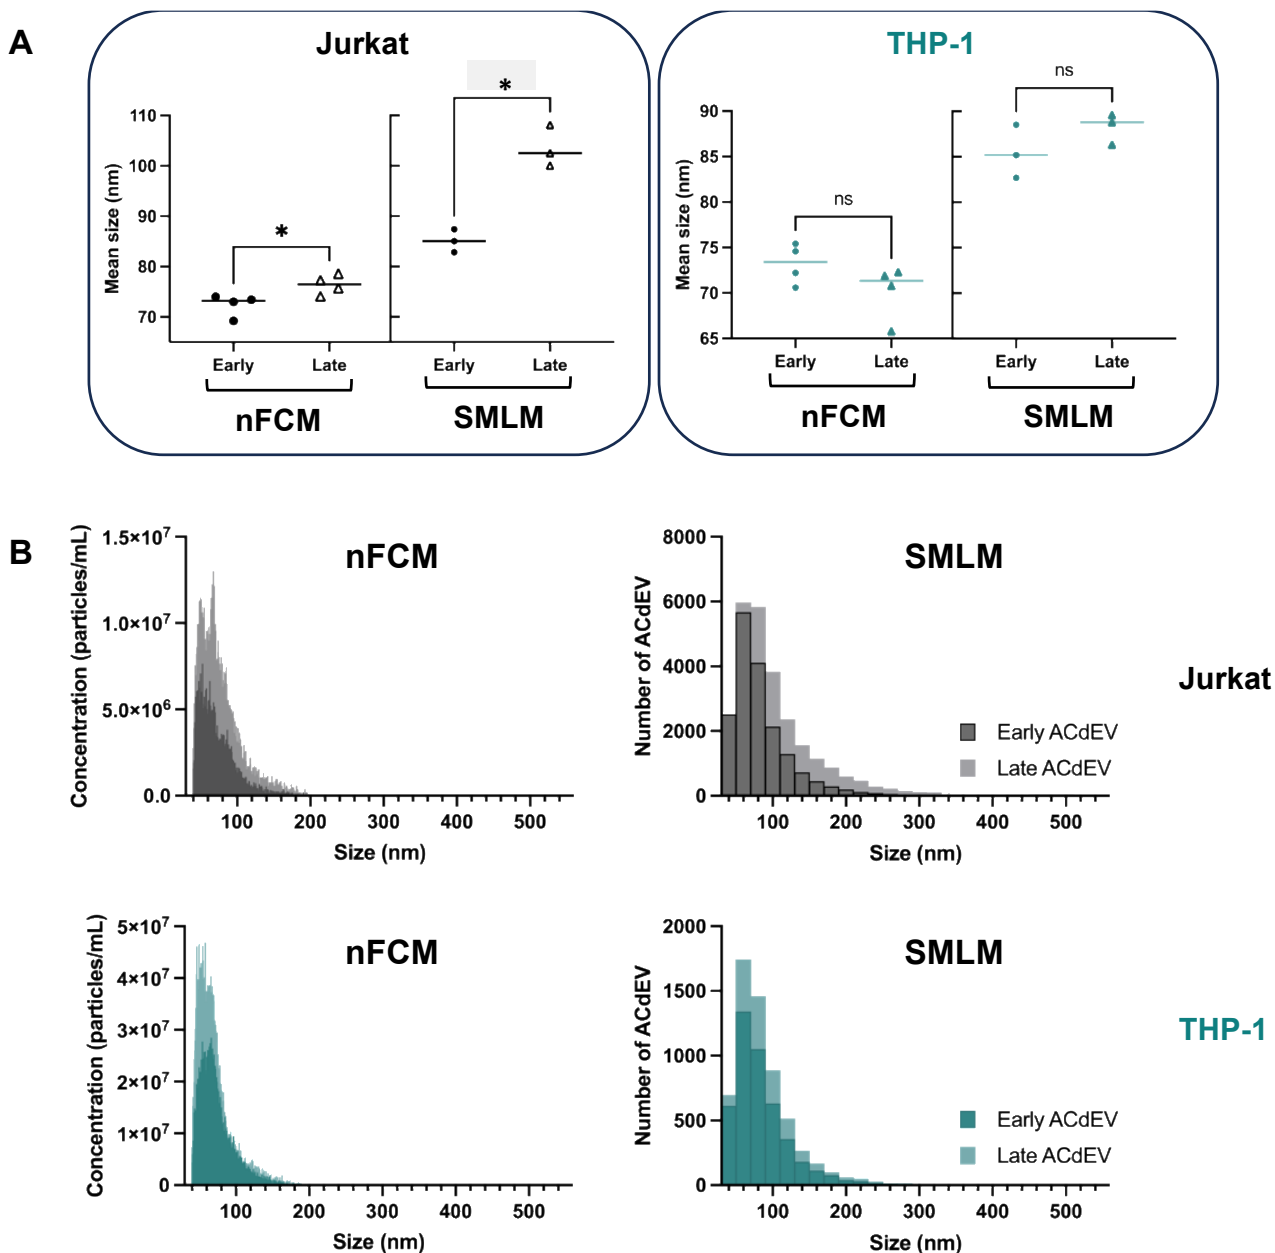 A
Jurkat
*
*
Mean size (nm)
110
100
90
80
70
Early
Late
Early
Late
nFCM
SMLM
THP-1
ns
ns
Mean size (nm)
90
85
80
75
70
65
Early
Late
Early
Late
nFCM
SMLM
B
nFCM
Concentration (particles/mL)
1.5×10⁷
1.0×10⁷
5.0×10⁶
0.0
100 200 300 400 500
Size (nm)
SMLM
Number of ACdEV
8000
6000
4000
2000
0
100 200 300 400 500
Size (nm)
Early ACdEV
Late ACdEV
Jurkat
nFCM
Concentration (particles/mL)
5×10⁷
4×10⁷
3×10⁷
2×10⁷
1×10⁷
0
100 200 300 400 500
Size (nm)
SMLM
Number of ACdEV
2000
1500
1000
500
0
100 200 300 400 500
Size (nm)
Early ACdEV
Late ACdEV
THP-1